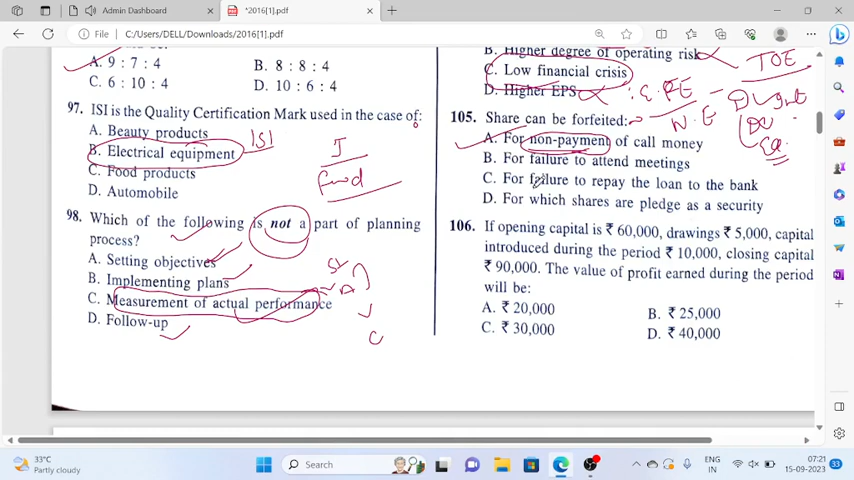 Admin Dashboard
*2016[1].pdf
File
C:/Users/DELL/Downloads/2016[1].pdf
A. 9 : 7 : 4
B. 8 : 8 : 4
C. 6 : 10 : 4
D. 10 : 6 : 4
97. ISI is the Quality Certification Mark used in the case of:
A. Beauty products
B. Electrical equipment
ISI
C. Food products
D. Automobile
I
food
98. Which of the following is not a part of planning
process?
A. Setting objectives
B. Implementing plans
C. Measurement of actual performance
D. Follow-up
A
C
B. Higher degree of operating risk
C. Low financial crisis
D. Higher EPS
TOE
105. Share can be forfeited:
A. For non-payment of call money
B. For failure to attend meetings
C. For failure to repay the loan to the bank
D. For which shares are pledge as a security
N.E
106. If opening capital is ₹ 60,000, drawings ₹ 5,000, capital
introduced during the period ₹ 10,000, closing capital
₹ 90,000. The value of profit earned during the period
will be:
A. ₹ 20,000
B. ₹ 25,000
C. ₹ 30,000
D. ₹ 40,000
33°C
Partly cloudy
Search
ENG
IN
07:21
15-09-2023
33